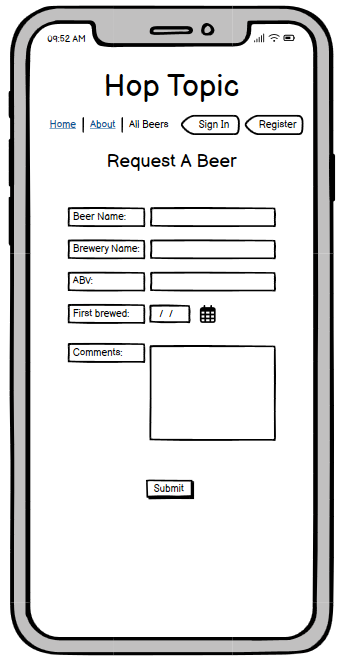 09:52 AM
Hop Topic
Home | About | All Beers Sign In Register
Request A Beer
Beer Name:
Brewery Name:
ABV:
First brewed: / /
Comments:
Submit